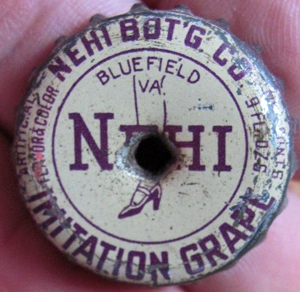 NEHI BOT'G. CO.
BLUEFIELD
VA.
NEHI
IMITATION GRAPE
ARTIFICIAL
FLAVOR & COLOR